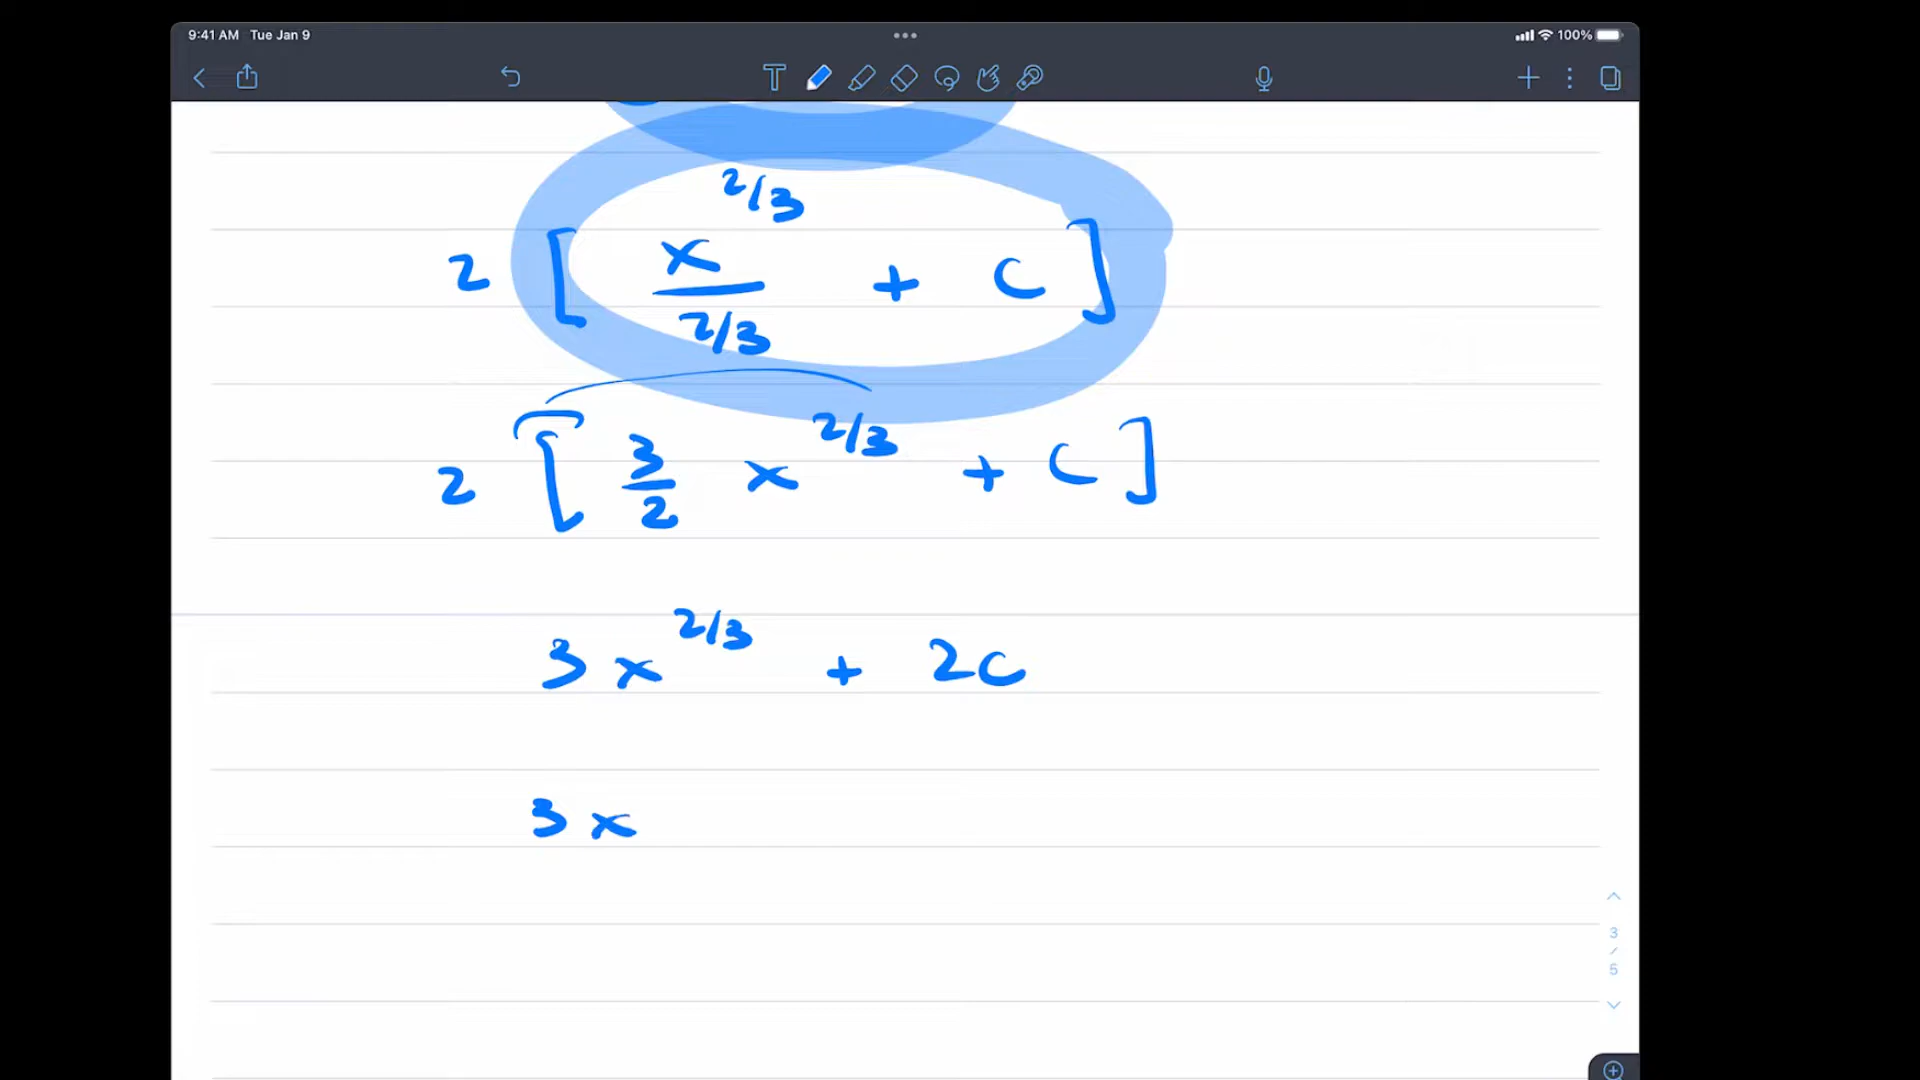 9:41 AM Tue Jan 9 100%
2 [ x^2/3 / 2/3 + C ]
2 [ 3/2 x^2/3 + C ]
3 x^2/3 + 2C
3 x
3
/
5